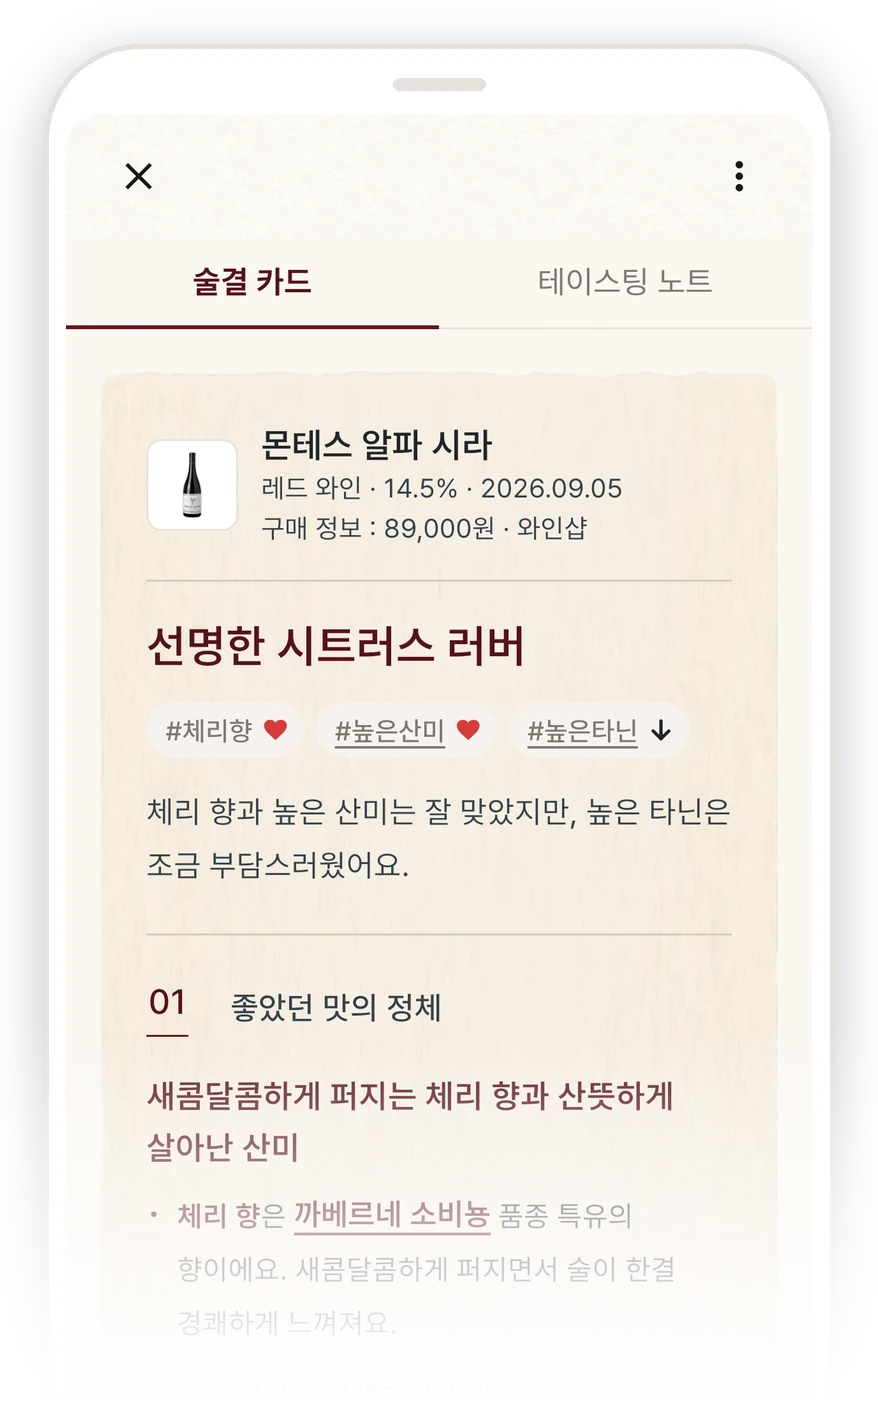 술결 카드
테이스팅 노트
몬테스 알파 시라
레드 와인 · 14.5% · 2026.09.05
구매 정보 : 89,000원 · 와인샵
선명한 시트러스 러버
#체리향 #높은산미 #높은타닌
체리 향과 높은 산미는 잘 맞았지만, 높은 타닌은
조금 부담스러웠어요.
01 좋았던 맛의 정체
새콤달콤하게 퍼지는 체리 향과 산뜻하게
살아난 산미
• 체리 향은 까베르네 소비뇽 품종 특유의
향이에요. 새콤달콤하게 퍼지면서 술이 한결
경쾌하게 느껴져요.